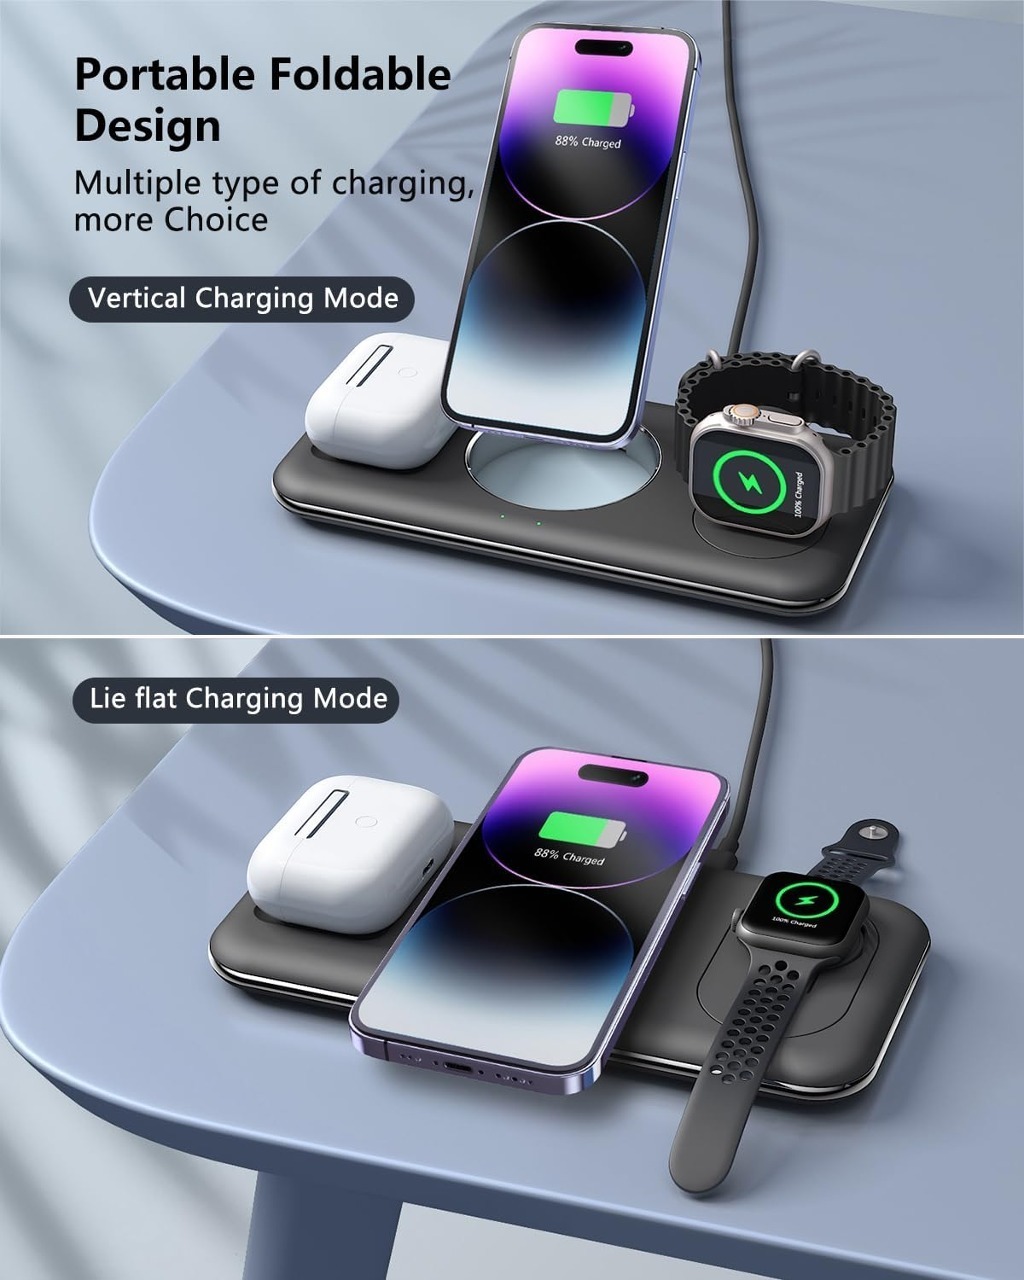 Portable Foldable
Design
Multiple type of charging,
more Choice
Vertical Charging Mode
88% Charged
100% Charged
Lie flat Charging Mode
88% Charged
100% Charged